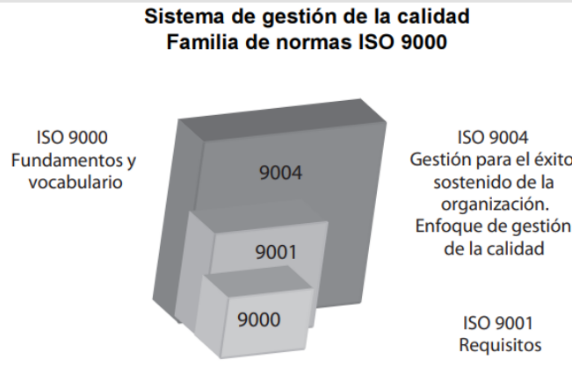 Sistema de gestión de la calidad
Familia de normas ISO 9000
ISO 9000
Fundamentos y
vocabulario
9004
9001
9000
ISO 9004
Gestión para el éxito
sostenido de la
organización.
Enfoque de gestión
de la calidad
ISO 9001
Requisitos